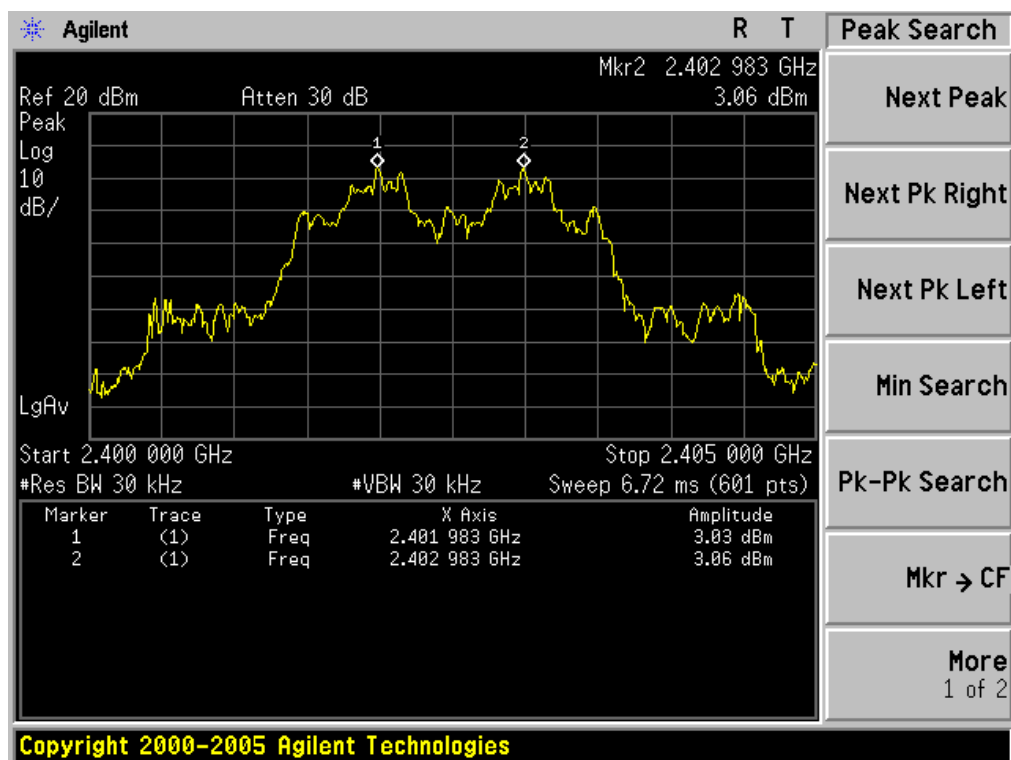 Agilent R T
Peak Search
Mkr2 2.402 983 GHz
Ref 20 dBm Atten 30 dB 3.06 dBm
Peak
Log
10
dB/
1 2
LgAv
Start 2.400 000 GHz Stop 2.405 000 GHz
#Res BW 30 kHz #VBW 30 kHz Sweep 6.72 ms (601 pts)
Marker Trace Type X Axis Amplitude
1 (1) Freq 2.401 983 GHz 3.03 dBm
2 (1) Freq 2.402 983 GHz 3.06 dBm
Next Peak
Next Pk Right
Next Pk Left
Min Search
Pk-Pk Search
Mkr → CF
More
1 of 2
Copyright 2000-2005 Agilent Technologies